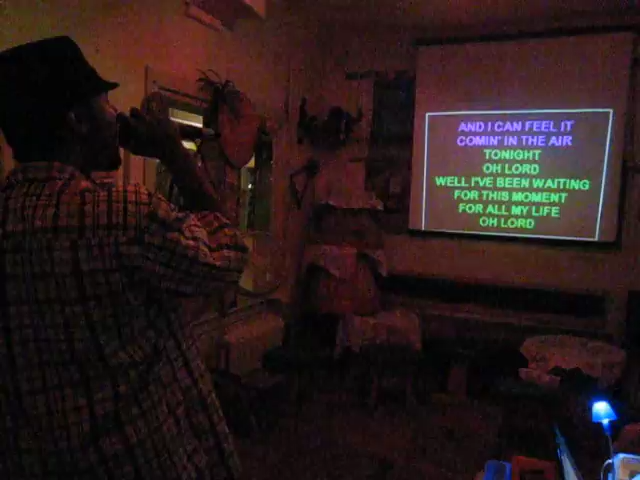 AND I CAN FEEL IT
COMIN' IN THE AIR
TONIGHT
OH LORD
WELL I'VE BEEN WAITING
FOR THIS MOMENT
FOR ALL MY LIFE
OH LORD